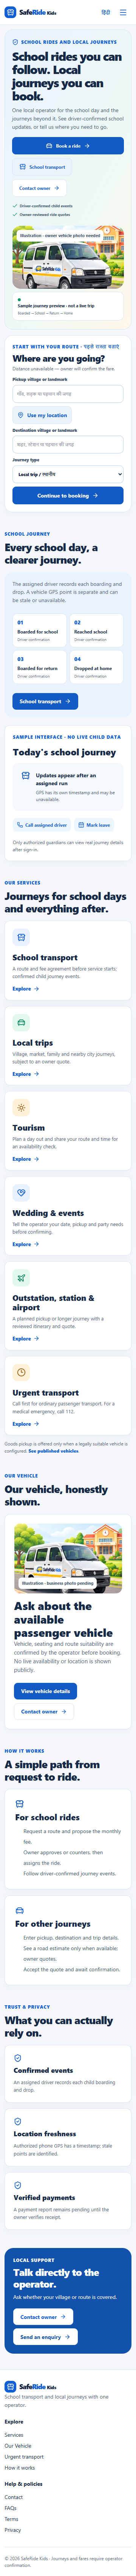 SafeRide Kids
हिंदी
SCHOOL RIDES AND LOCAL JOURNEYS
School rides you can
follow. Local
journeys you can
book.
One local operator for the school day and your
planned journeys. See driver-confirmed
updates, or tell us where you need to go.
Book a ride
School transport
Contact owner
Driver-confirmed child events
Owner-reviewed ride quotes
Illustration · owner vehicle photo needed
Sample journey preview · not a live trip
START WITH YOUR ROUTE
Where are you going?
Distance unavailable — owner will confirm the fare.
Pickup village or landmark
गाँव, सड़क या पहचान की जगह
Use my location
Destination village or landmark
शहर, स्टेशन या पहचान की जगह
Journey type
Local trip / स्थानीय
Continue to booking
SCHOOL JOURNEY
Every school day, a
clearer journey.
The assigned driver records each boarding and
drop. A vehicle GPS point is separate and can
be stale or unavailable.
01
Boarded for school
Driver confirmation
02
Reached school
Driver confirmation
03
Boarded for return
Driver confirmation
04
Dropped at home
Driver confirmation
School transport
SAMPLE INTERFACE · NO LIVE CHILD DATA
Today's school journey
Updates appear after an
assigned run
GPS has its own timestamp and may be
unavailable.
Call assigned driver
Mark leave
Only authorized guardians can view real journey details
after sign-in.
OUR SERVICES
Journeys for school days
and everything after.
School transport
A route and fee agreement before service starts;
confirmed child journey events.
Explore
Local trips
Village, market, family and nearby city journeys,
subject to an owner quote.
Explore
Tourism
Plan a day out and share your route and time for
an availability check.
Explore
Wedding & events
Tell the operator your date, pickup and party needs
before confirming.
Explore
Outstation, station &
airport
A planned pickup or longer journey with a
reviewed itinerary and quote.
Explore
Urgent transport
Call first for ordinary passenger transport. For a
medical emergency, call 112.
Explore
Goods pickup is offered only when a legally suitable vehicle is
configured. See published vehicles.
OUR VEHICLE
Our vehicle, honestly
shown.
Illustration · business photo pending
Ask about the
available
passenger vehicle
Vehicle, seating and route suitability are
confirmed by the operator before booking.
No live availability or location is shown
publicly.
View vehicle details
Contact owner
HOW IT WORKS
A simple path from
request to ride.
For school rides
Request a route and propose the monthly
fee.
Owner approves or counters, then
assigns the ride.
Follow driver-confirmed journey events.
For other journeys
Enter pickup, destination and trip details.
See a road estimate only when available;
owner quotes.
Accept the quote and await confirmation.
TRUST & PRIVACY
What you can actually
rely on.
Confirmed events
An assigned driver records each child boarding
and drop.
Location freshness
Authorized phone GPS has a timestamp; stale
points are identified.
Verified payments
A payment report remains pending until the
owner verifies receipt.
LOCAL SUPPORT
Talk directly to the
operator.
Ask whether your village or route is covered.
Contact owner
Send an enquiry
SafeRide Kids
School transport and local journeys with one
operator.
Explore
Services
Our Vehicle
Urgent transport
How it works
Help & policies
Contact
FAQs
Terms
Privacy
© 2026 SafeRide Kids · Journeys and fares require operator
confirmation.